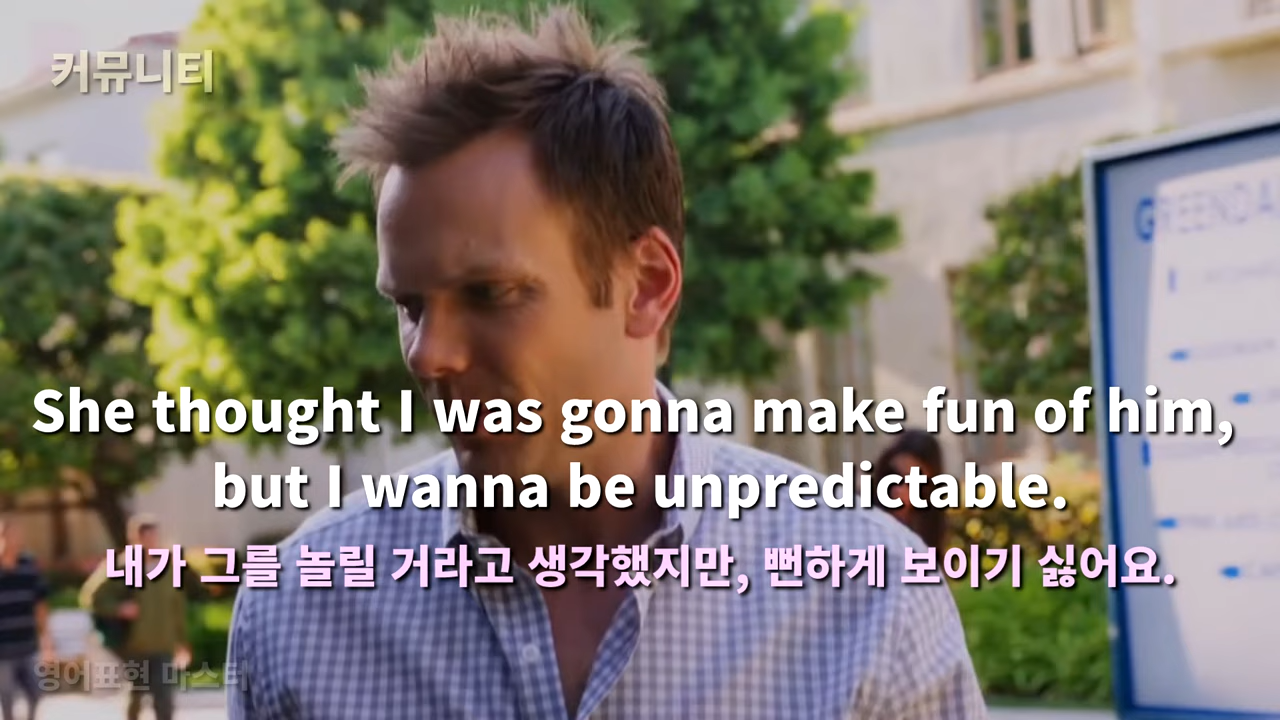 커뮤니티
GREENDA
She thought I was gonna make fun of him,
but I wanna be unpredictable.
내가 그를 놀릴 거라고 생각했지만, 뻔하게 보이기 싫어요.
영어표현 마스터